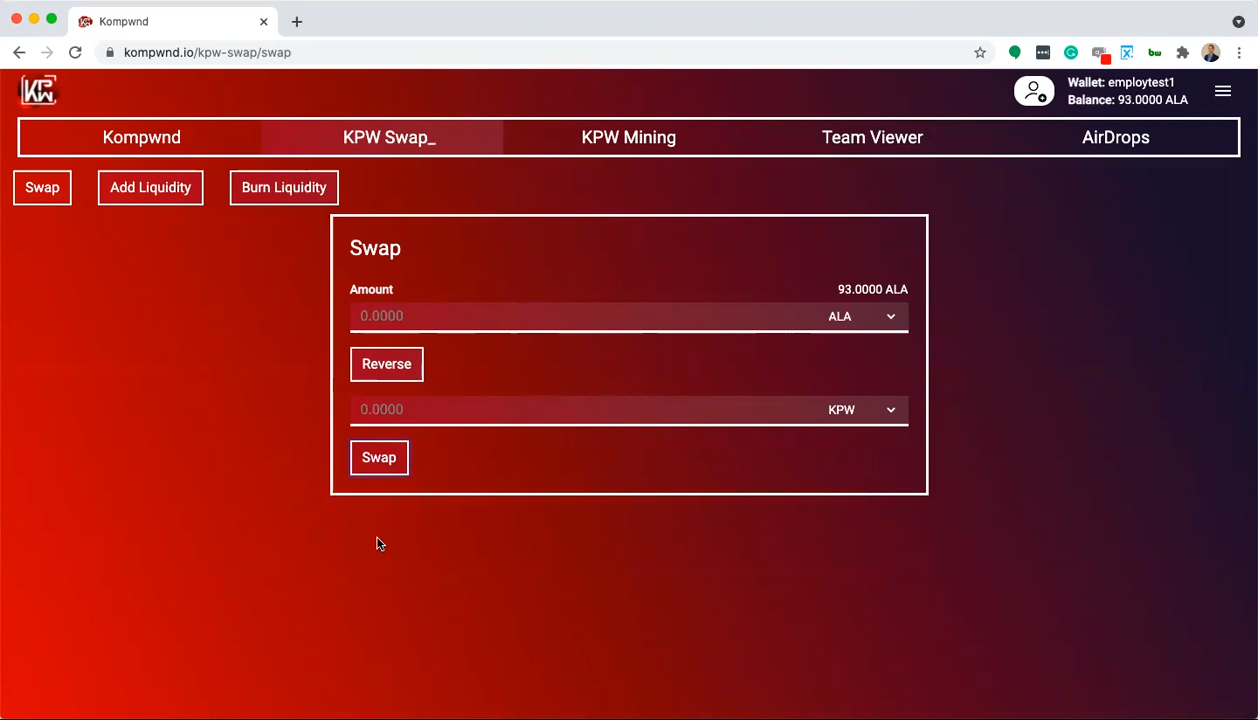 Kompwnd
kompwnd.io/kpw-swap/swap
KPW
Wallet: employtest1
Balance: 93.0000 ALA
Kompwnd KPW Swap_ KPW Mining Team Viewer AirDrops
Swap Add Liquidity Burn Liquidity
Swap
Amount 93.0000 ALA
0.0000 ALA
Reverse
0.0000 KPW
Swap